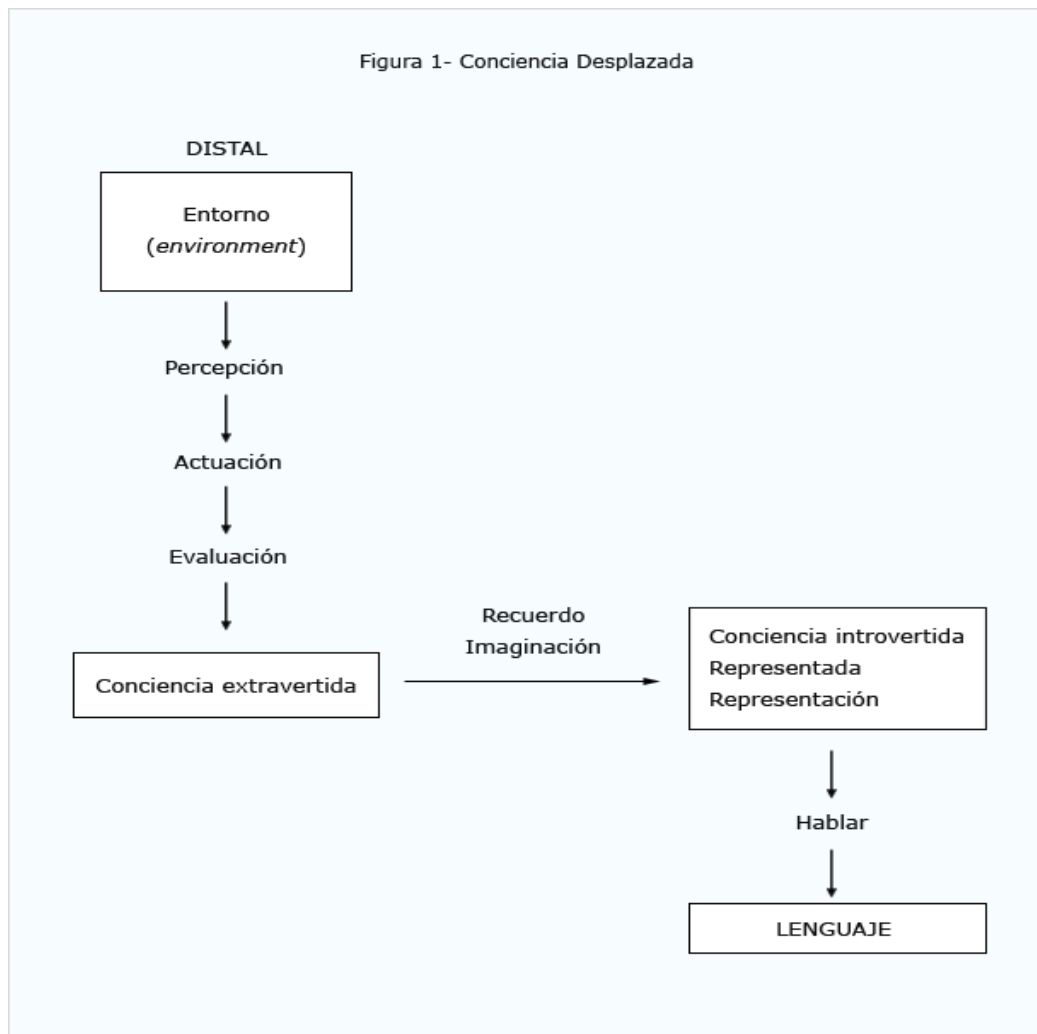 Figura 1- Conciencia Desplazada
DISTAL
Entorno
(environment)
Percepción
Actuación
Evaluación
Conciencia extravertida
Recuerdo
Imaginación
Conciencia introvertida
Representada
Representación
Hablar
LENGUAJE